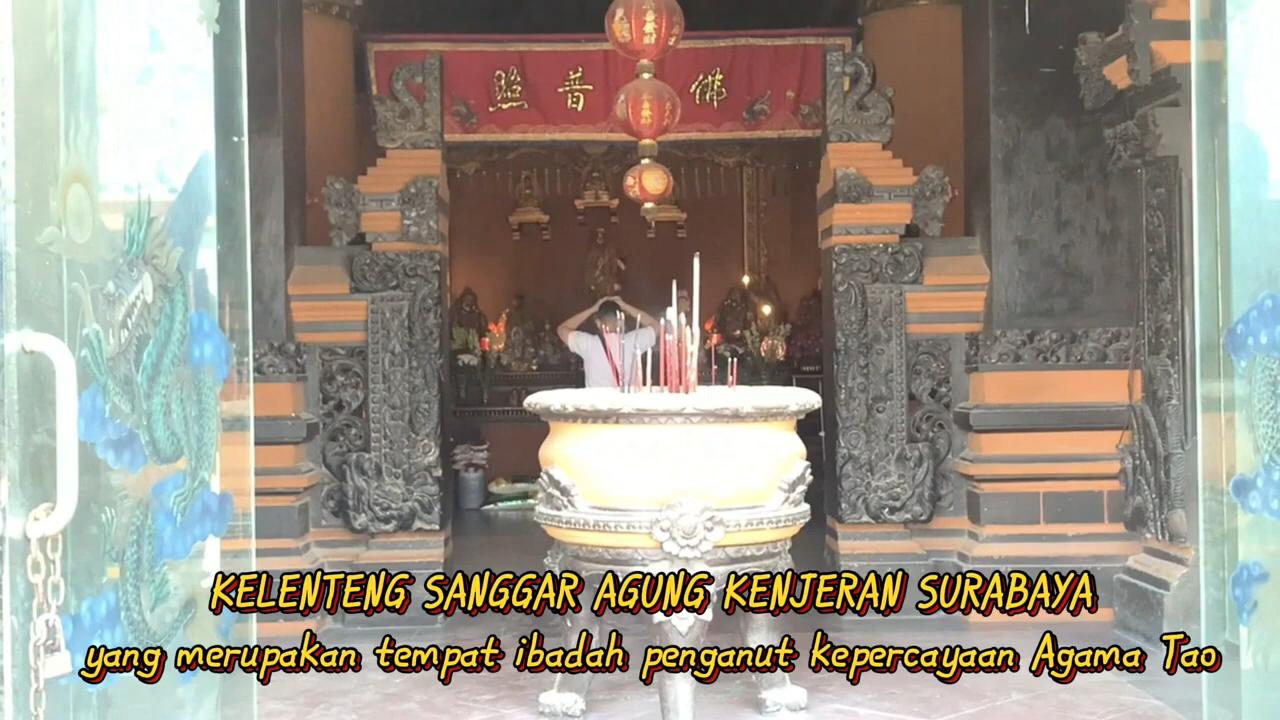 佛普照
KELENTENG SANGGAR AGUNG KENJERAN SURABAYA
yang merupakan tempat ibadah penganut kepercayaan Agama Tao